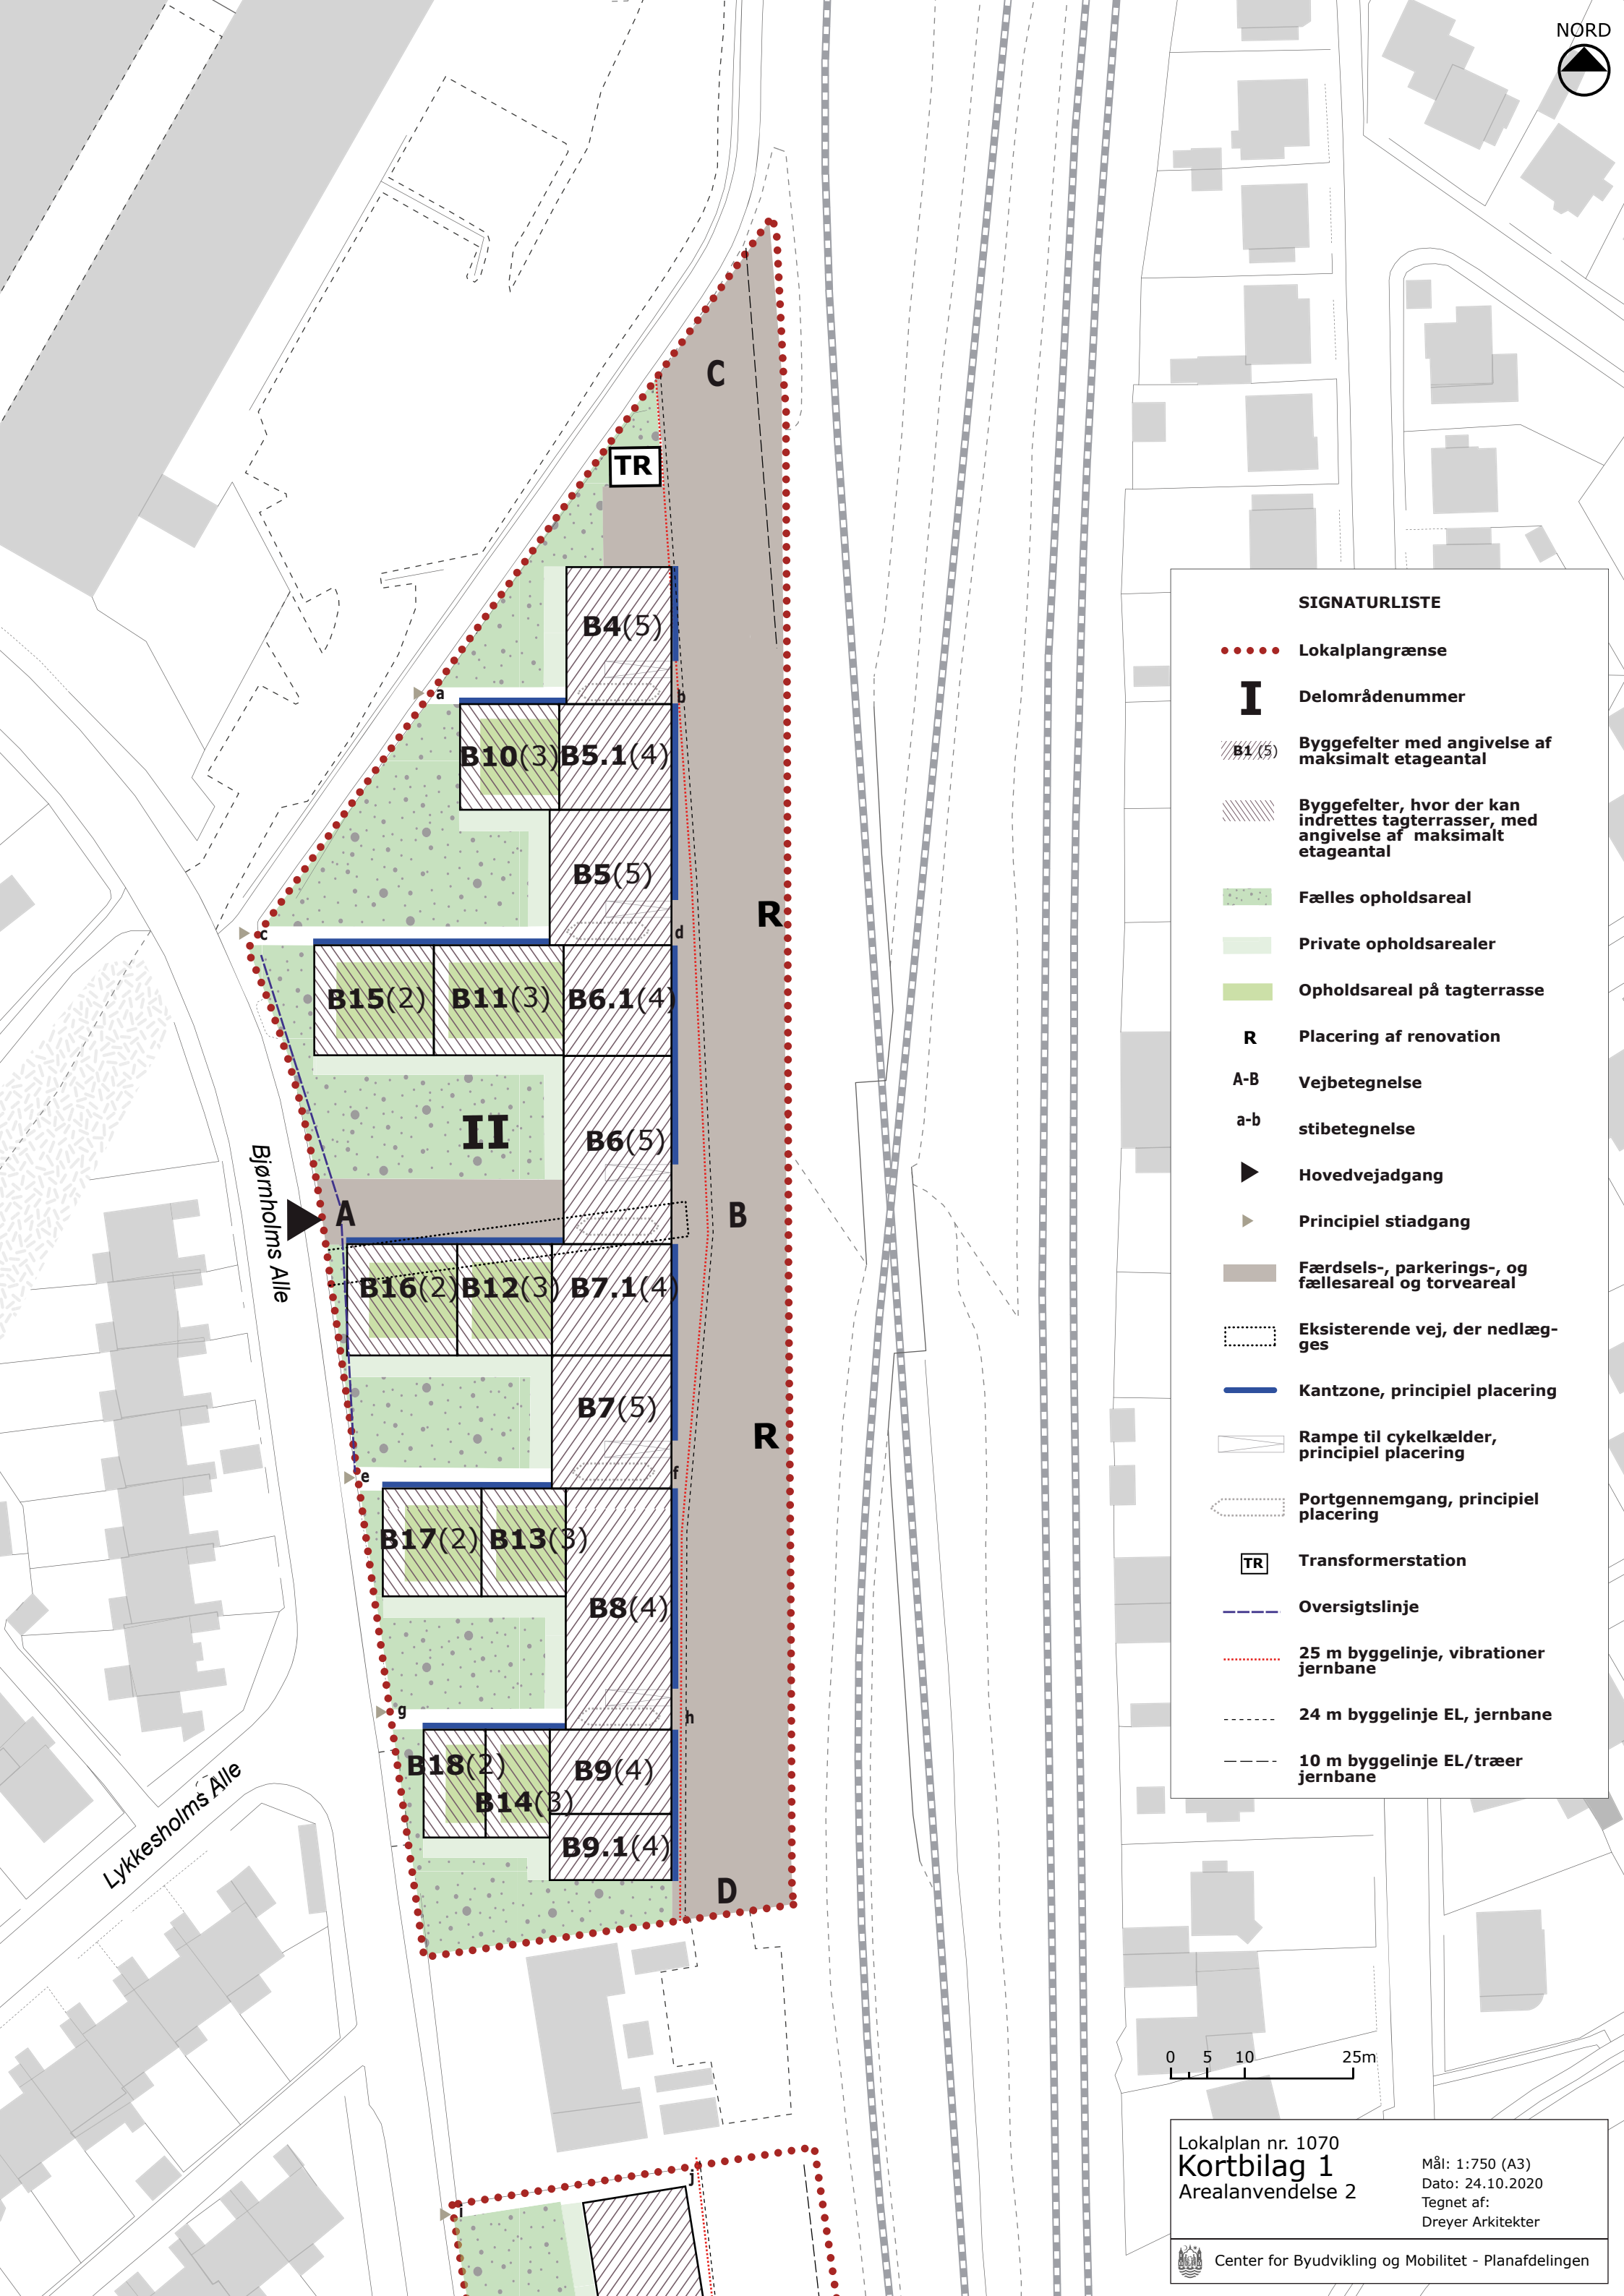 NORD
C
TR
B4(5)
a
b
B10(3)
B5.1(4)
B5(5)
R
c
d
B15(2)
B11(3)
B6.1(4)
II
B6(5)
Bjørnholms Alle
A
B
B16(2)
B12(3)
B7.1(4)
B7(5)
R
e
f
B17(2)
B13(3)
B8(4)
g
h
B18(2)
B14(3)
B9(4)
B9.1(4)
Lykkesholms Alle
D
j
i
SIGNATURLISTE
Lokalplangrænse
I
Delområdenummer
B1 (5)
Byggefelter med angivelse af
maksimalt etageantal
Byggefelter, hvor der kan
indrettes tagterrasser, med
angivelse af maksimalt
etageantal
Fælles opholdsareal
Private opholdsarealer
Opholdsareal på tagterrasse
R
Placering af renovation
A-B
Vejbetegnelse
a-b
stibetegnelse
Hovedvejadgang
Principiel stiadgang
Færdsels-, parkerings-, og
fællesareal og torveareal
Eksisterende vej, der nedlæg-
ges
Kantzone, principiel placering
Rampe til cykelkælder,
principiel placering
Portgennemgang, principiel
placering
TR
Transformerstation
Oversigtslinje
25 m byggelinje, vibrationer
jernbane
24 m byggelinje EL, jernbane
10 m byggelinje EL/træer
jernbane
0 5 10 25m
Lokalplan nr. 1070
Kortbilag 1
Arealanvendelse 2
Mål: 1:750 (A3)
Dato: 24.10.2020
Tegnet af:
Dreyer Arkitekter
Center for Byudvikling og Mobilitet - Planafdelingen